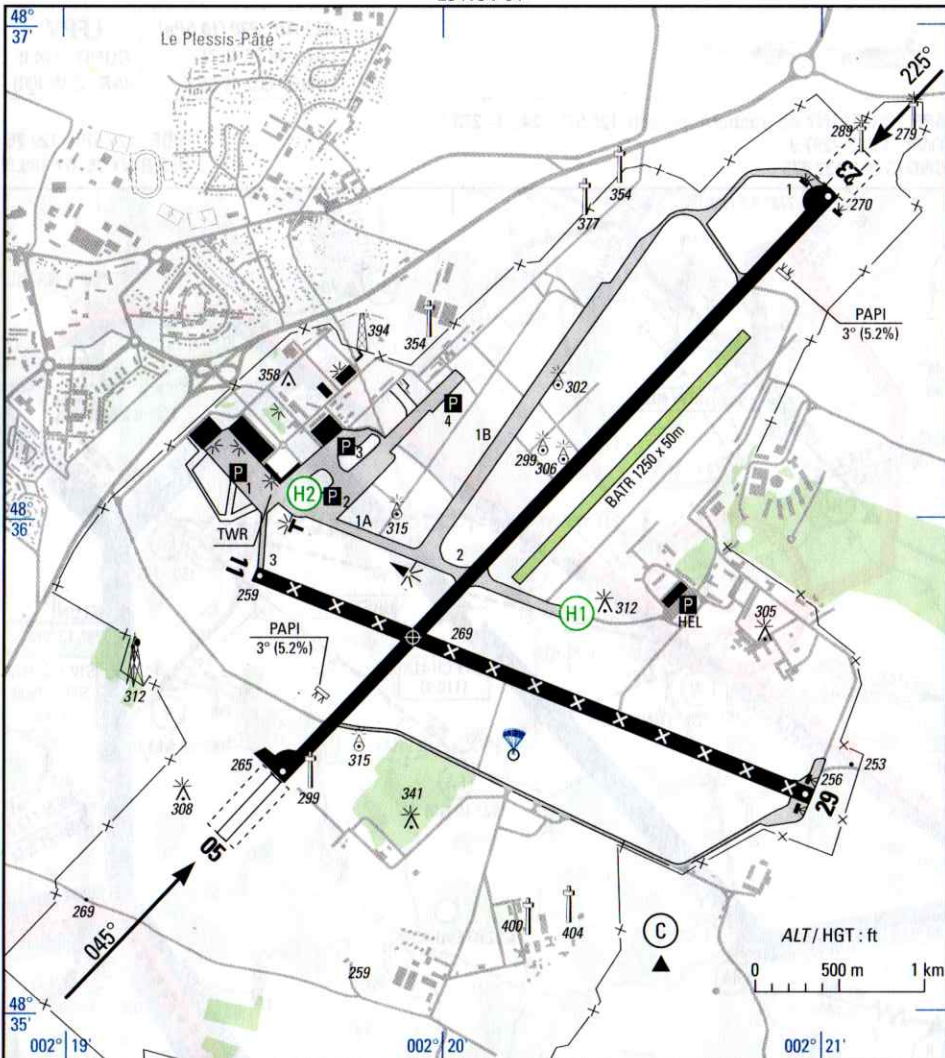 48°
37'
Le Plessis-Pâté
225°
279
289
23
1
270
354
377
PAPI
3° (5.2%)
394
354
358
302
P
4
1B
P
3
299
306
BATR 1250 x 50m
P
1
H2
P
2
T
1A
315
48°
36'
TWR
2
3
11
259
H1
312
P
HEL
305
PAPI
3° (5.2%)
269
312
315
265
299
253
256
29
308
341
05
269
045°
400
404
C
ALT / HGT : ft
259
0 500 m 1 km
48°
35'
002° 19' 002° 20' 002° 21'